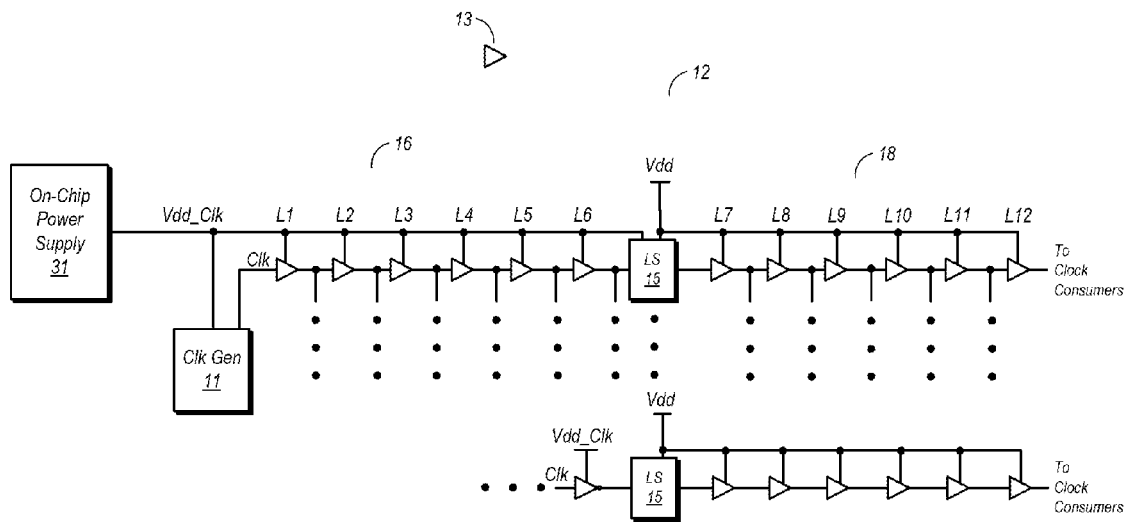 13
12
16
18
Vdd
On-Chip
Power
Supply
31
Vdd_Clk
L1 L2 L3 L4 L5 L6 L7 L8 L9 L10 L11 L12
Clk
LS
15
To
Clock
Consumers
Clk Gen
11
Vdd
Vdd_Clk
Clk
LS
15
To
Clock
Consumers